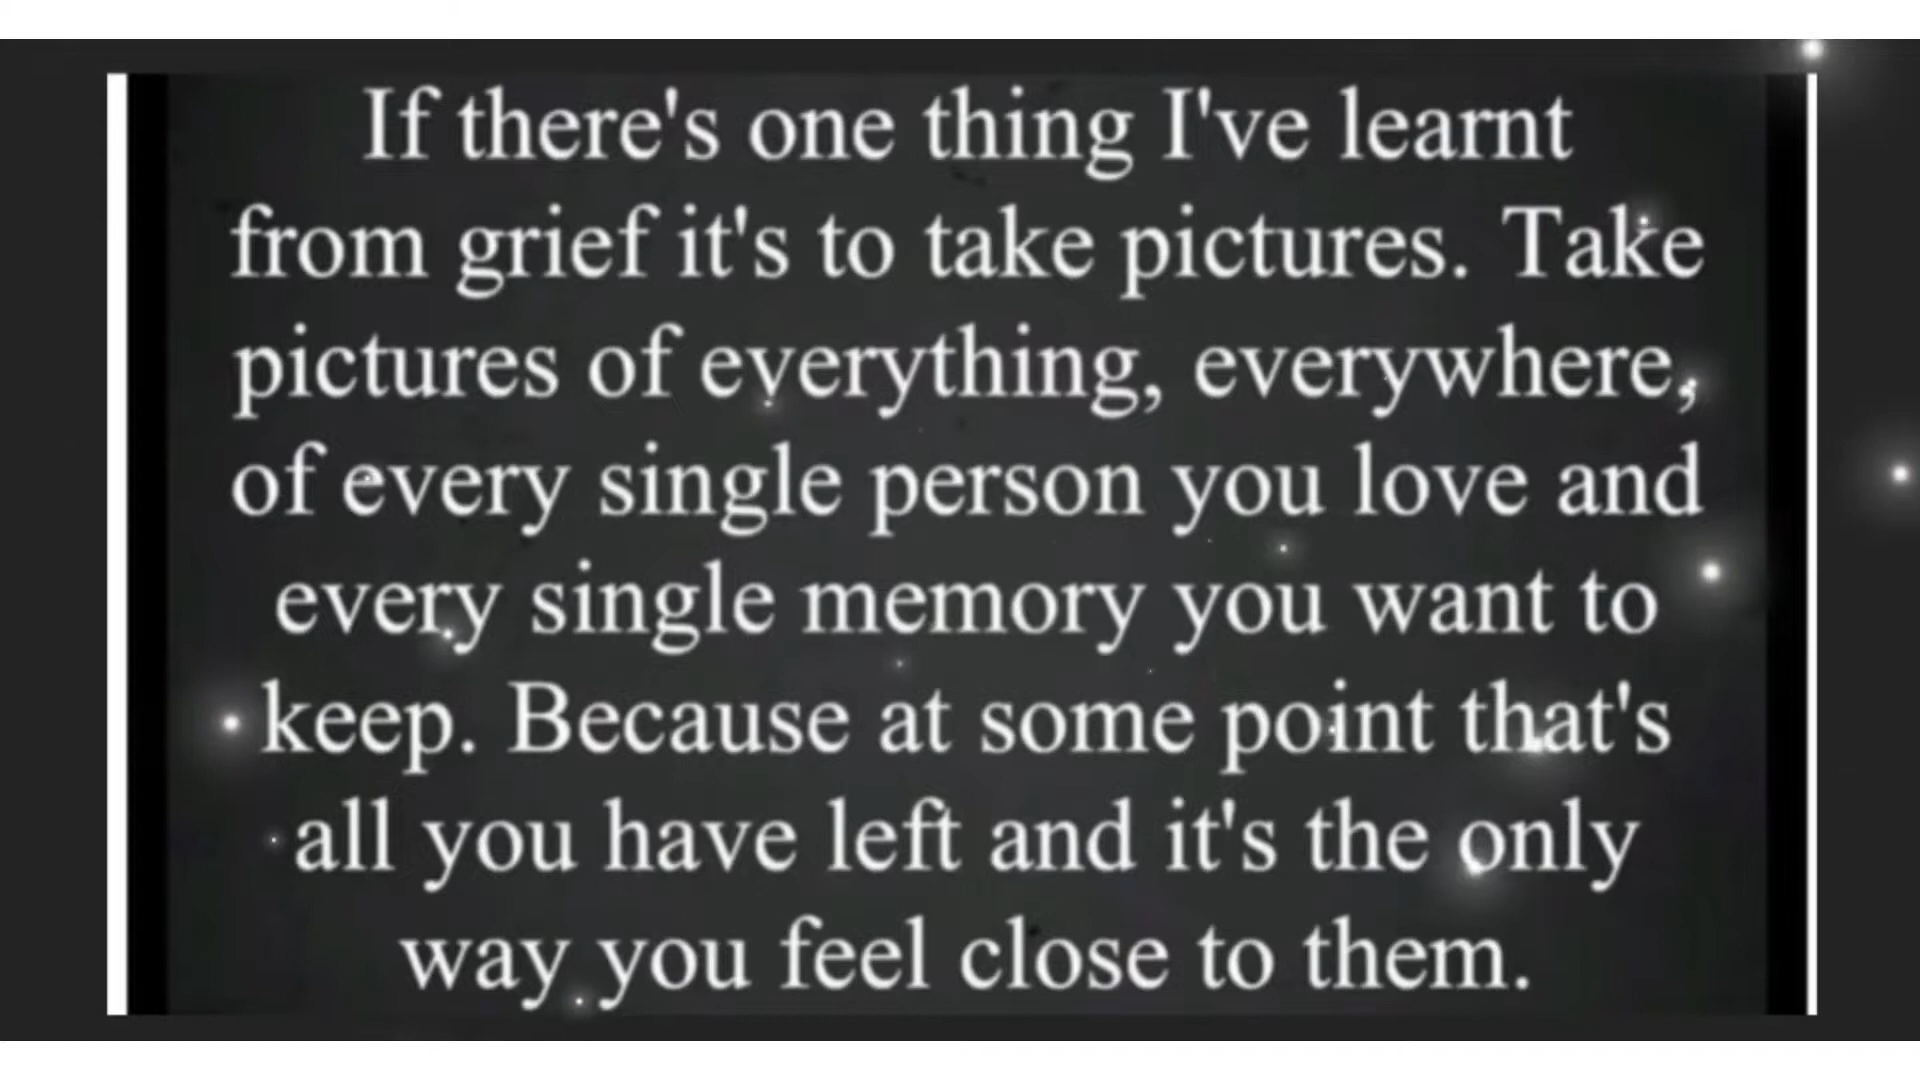 If there's one thing I've learnt
from grief it's to take pictures. Take
pictures of everything, everywhere,
of every single person you love and
every single memory you want to
keep. Because at some point that's
all you have left and it's the only
way you feel close to them.